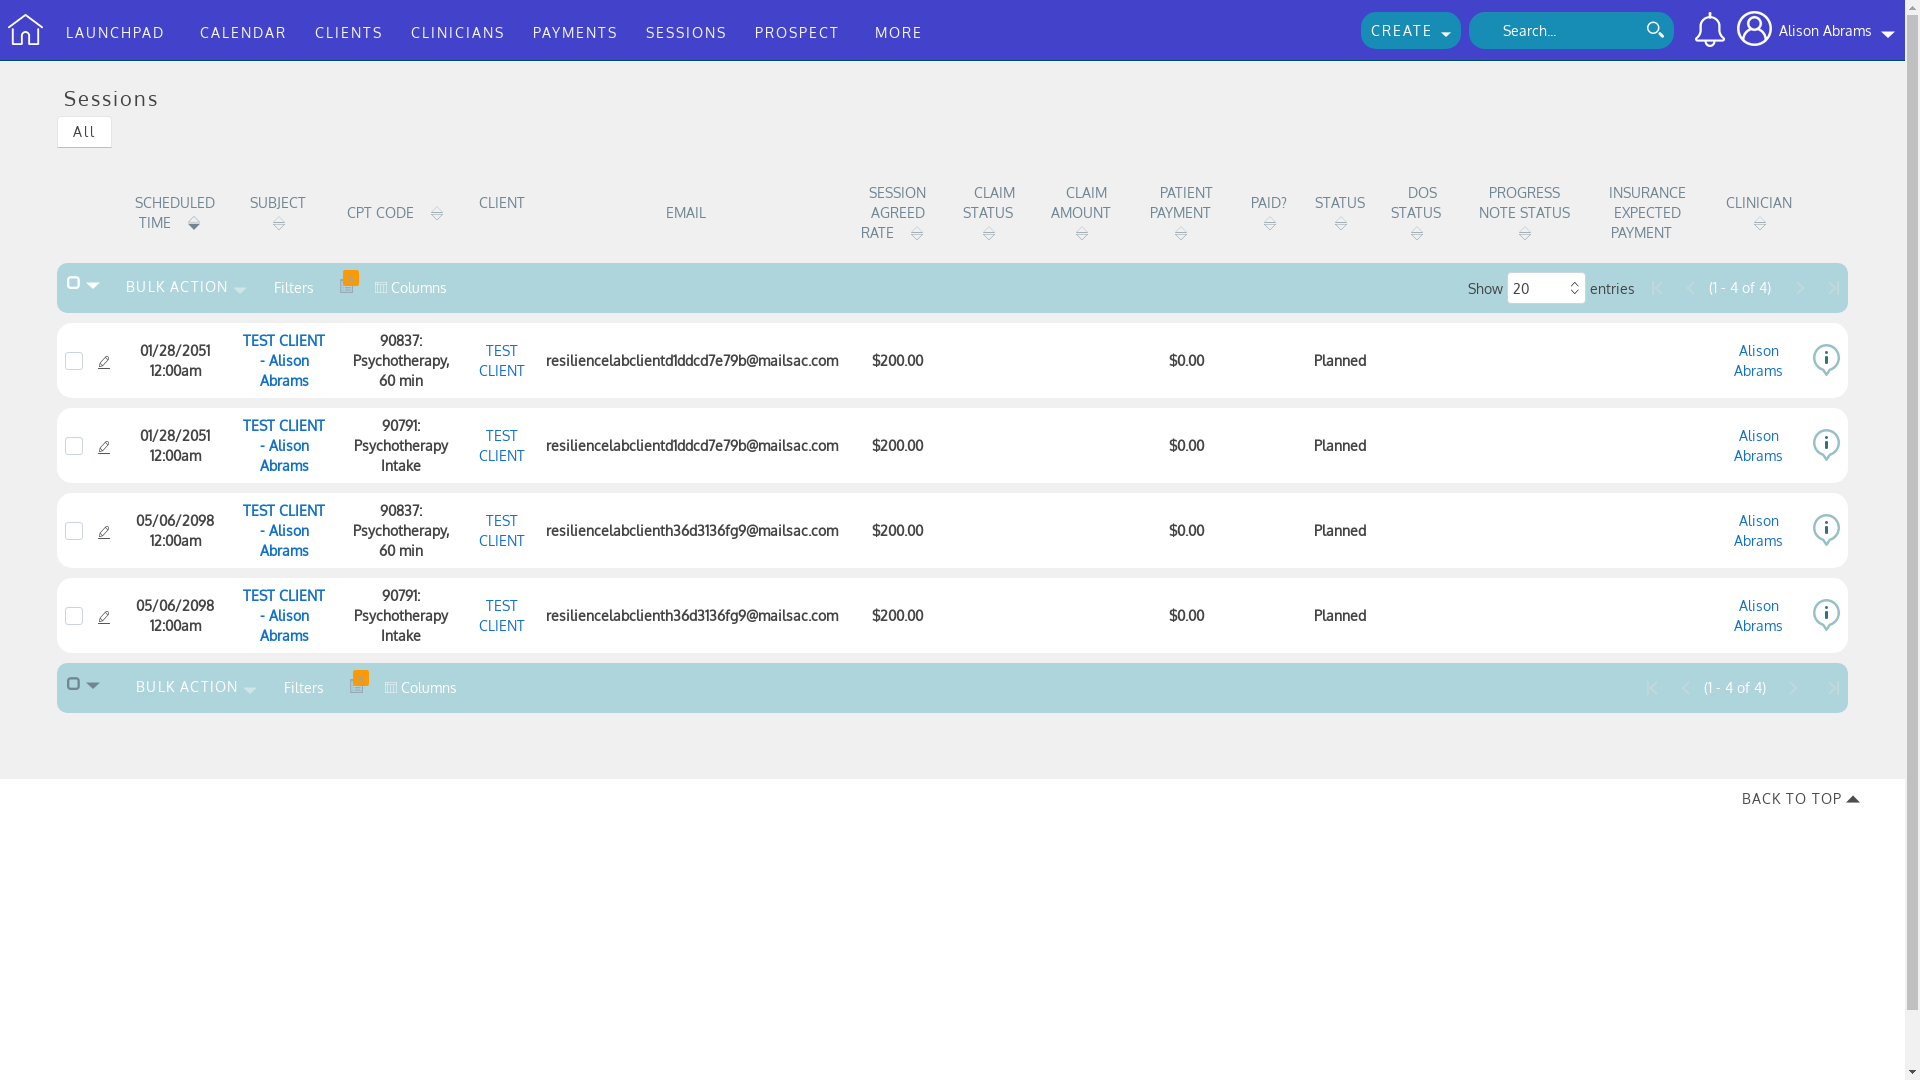 LAUNCHPAD CALENDAR CLIENTS CLINICIANS PAYMENTS SESSIONS PROSPECT MORE CREATE Search... Alison Abrams
Sessions
All
SCHEDULED TIME SUBJECT CPT CODE CLIENT EMAIL SESSION AGREED RATE CLAIM STATUS CLAIM AMOUNT PATIENT PAYMENT PAID? STATUS DOS STATUS PROGRESS NOTE STATUS INSURANCE EXPECTED PAYMENT CLINICIAN
BULK ACTION Filters Columns Show 20 entries (1 - 4 of 4)
01/28/2051 12:00am TEST CLIENT - Alison Abrams 90837: Psychotherapy, 60 min TEST CLIENT resiliencelabclientd1ddcd7e79b@mailsac.com $200.00 $0.00 Planned Alison Abrams
01/28/2051 12:00am TEST CLIENT - Alison Abrams 90791: Psychotherapy Intake TEST CLIENT resiliencelabclientd1ddcd7e79b@mailsac.com $200.00 $0.00 Planned Alison Abrams
05/06/2098 12:00am TEST CLIENT - Alison Abrams 90837: Psychotherapy, 60 min TEST CLIENT resiliencelabclienth36d3136fg9@mailsac.com $200.00 $0.00 Planned Alison Abrams
05/06/2098 12:00am TEST CLIENT - Alison Abrams 90791: Psychotherapy Intake TEST CLIENT resiliencelabclienth36d3136fg9@mailsac.com $200.00 $0.00 Planned Alison Abrams
BULK ACTION Filters Columns (1 - 4 of 4)
BACK TO TOP